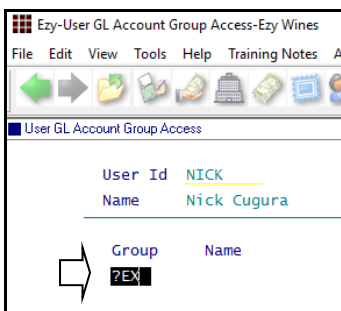 Ezy-User GL Account Group Access-Ezy Wines
File Edit View Tools Help Training Notes A
User GL Account Group Access
User Id NICK
Name Nick Cugura
Group Name
?EX